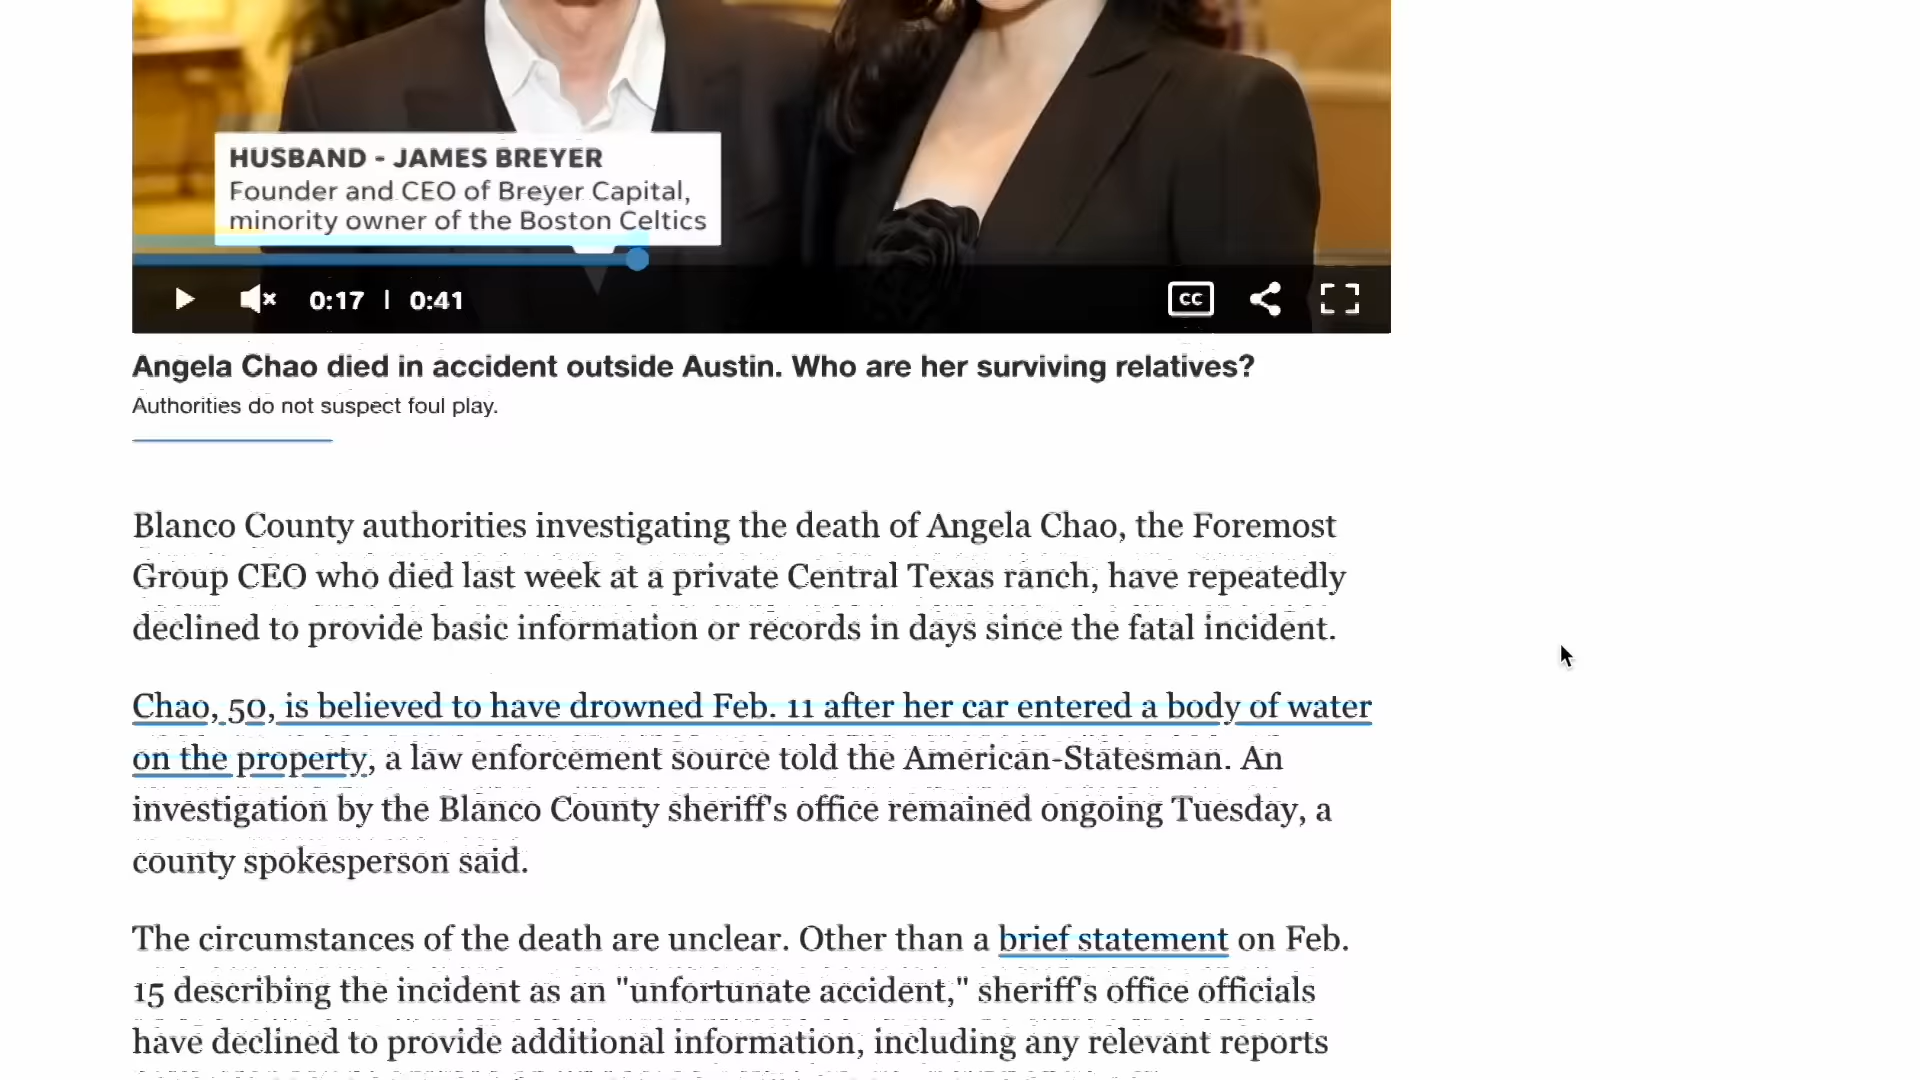 HUSBAND - JAMES BREYER
Founder and CEO of Breyer Capital,
minority owner of the Boston Celtics
0:17 | 0:41
CC
Angela Chao died in accident outside Austin. Who are her surviving relatives?
Authorities do not suspect foul play.
Blanco County authorities investigating the death of Angela Chao, the Foremost
Group CEO who died last week at a private Central Texas ranch, have repeatedly
declined to provide basic information or records in days since the fatal incident.
Chao, 50, is believed to have drowned Feb. 11 after her car entered a body of water
on the property, a law enforcement source told the American-Statesman. An
investigation by the Blanco County sheriff's office remained ongoing Tuesday, a
county spokesperson said.
The circumstances of the death are unclear. Other than a brief statement on Feb.
15 describing the incident as an "unfortunate accident," sheriff's office officials
have declined to provide additional information, including any relevant reports